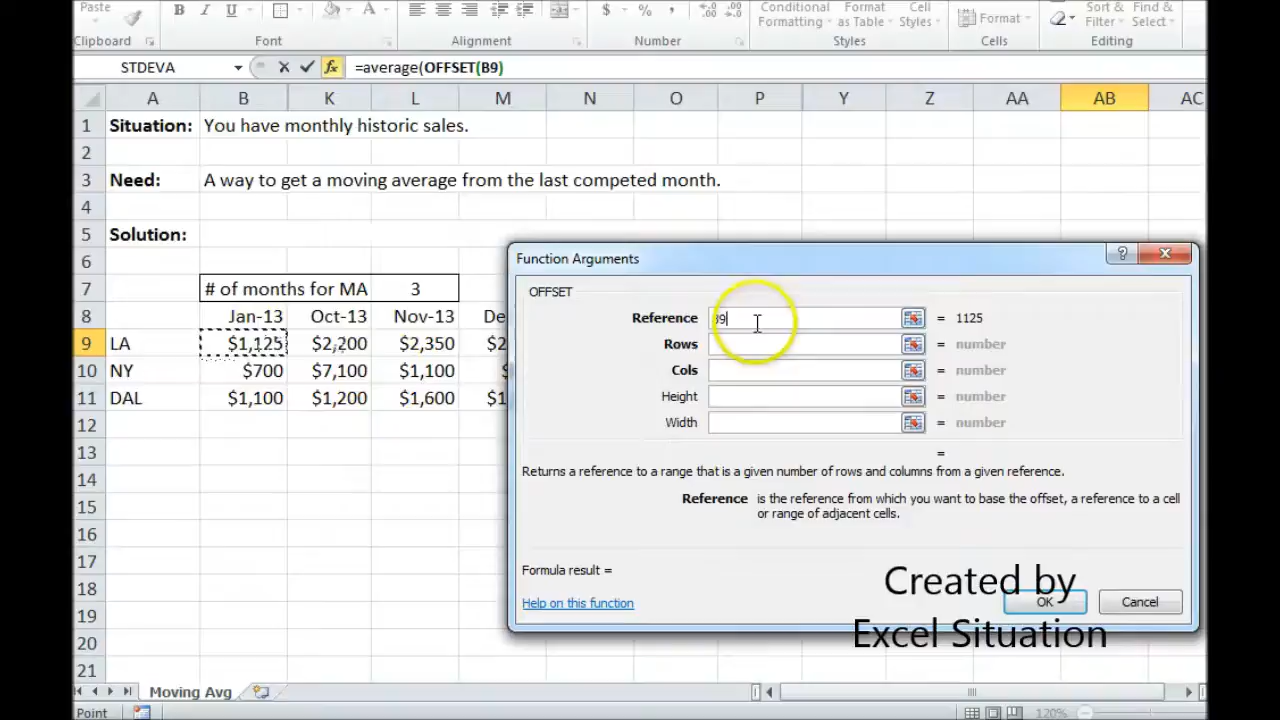 Paste
B I U A
$ % ,
Conditional Format Cell
Formatting as Table Styles
Format
Sort & Find &
Filter Select
Clipboard Font Alignment Number Styles Cells Editing
STDEVA fx =average(OFFSET(B9)
A B K L M N O P Y Z AA AB AC
1 Situation: You have monthly historic sales.
2
3 Need: A way to get a moving average from the last competed month.
4
5 Solution:
6
7 # of months for MA 3
8 Jan-13 Oct-13 Nov-13 De
9 LA $1,125 $2,200 $2,350 $2
10 NY $700 $7,100 $1,100 $
11 DAL $1,100 $1,200 $1,600 $1
12
13
14
15
16
17
18
19
20
21
Function Arguments
OFFSET
Reference B9 = 1125
Rows = number
Cols = number
Height = number
Width = number
=
Returns a reference to a range that is a given number of rows and columns from a given reference.
Reference is the reference from which you want to base the offset, a reference to a cell
or range of adjacent cells.
Formula result =
Help on this function OK Cancel
Created by
Excel Situation
Moving Avg
Point 120%